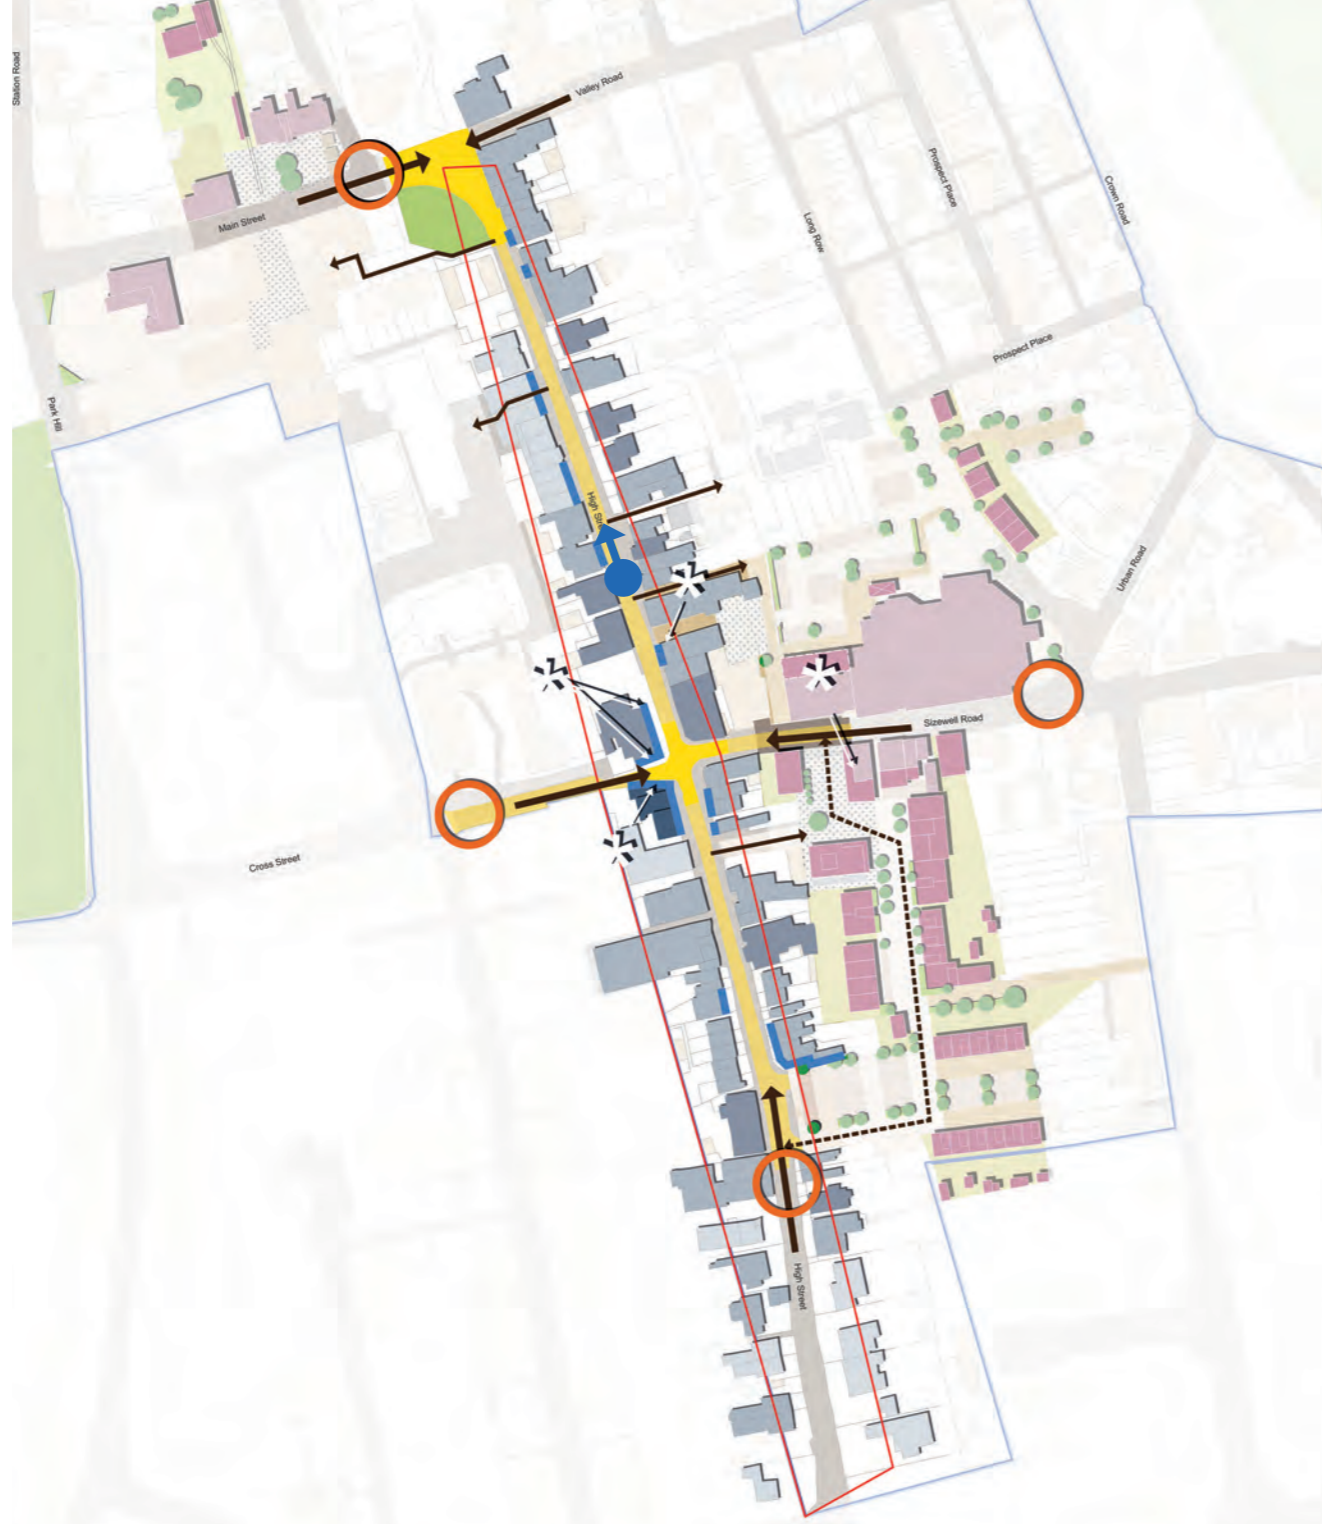 Station Road
Valley Road
Main Street
Prospect Place
Crown Road
Long Row
Prospect Place
Park Hill
High Stre
Urban Road
Sizewell Road
Cross Street
High Street